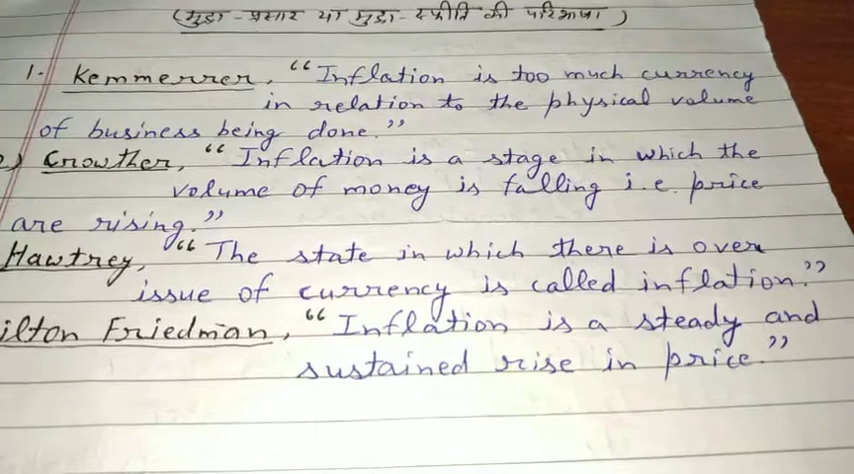 (मुद्रा - प्रसार या मुद्रा - स्फीति की परिभाषा)
1. Kemmerrer, "Inflation is too much currency
in relation to the physical volume
of business being done."
) Crowther, "Inflation is a stage in which the
volume of money is falling i.e. price
are rising."
Hawtrey, "The state in which there is over
issue of currency is called inflation."
ilton Friedman, "Inflation is a steady and
sustained rise in price."